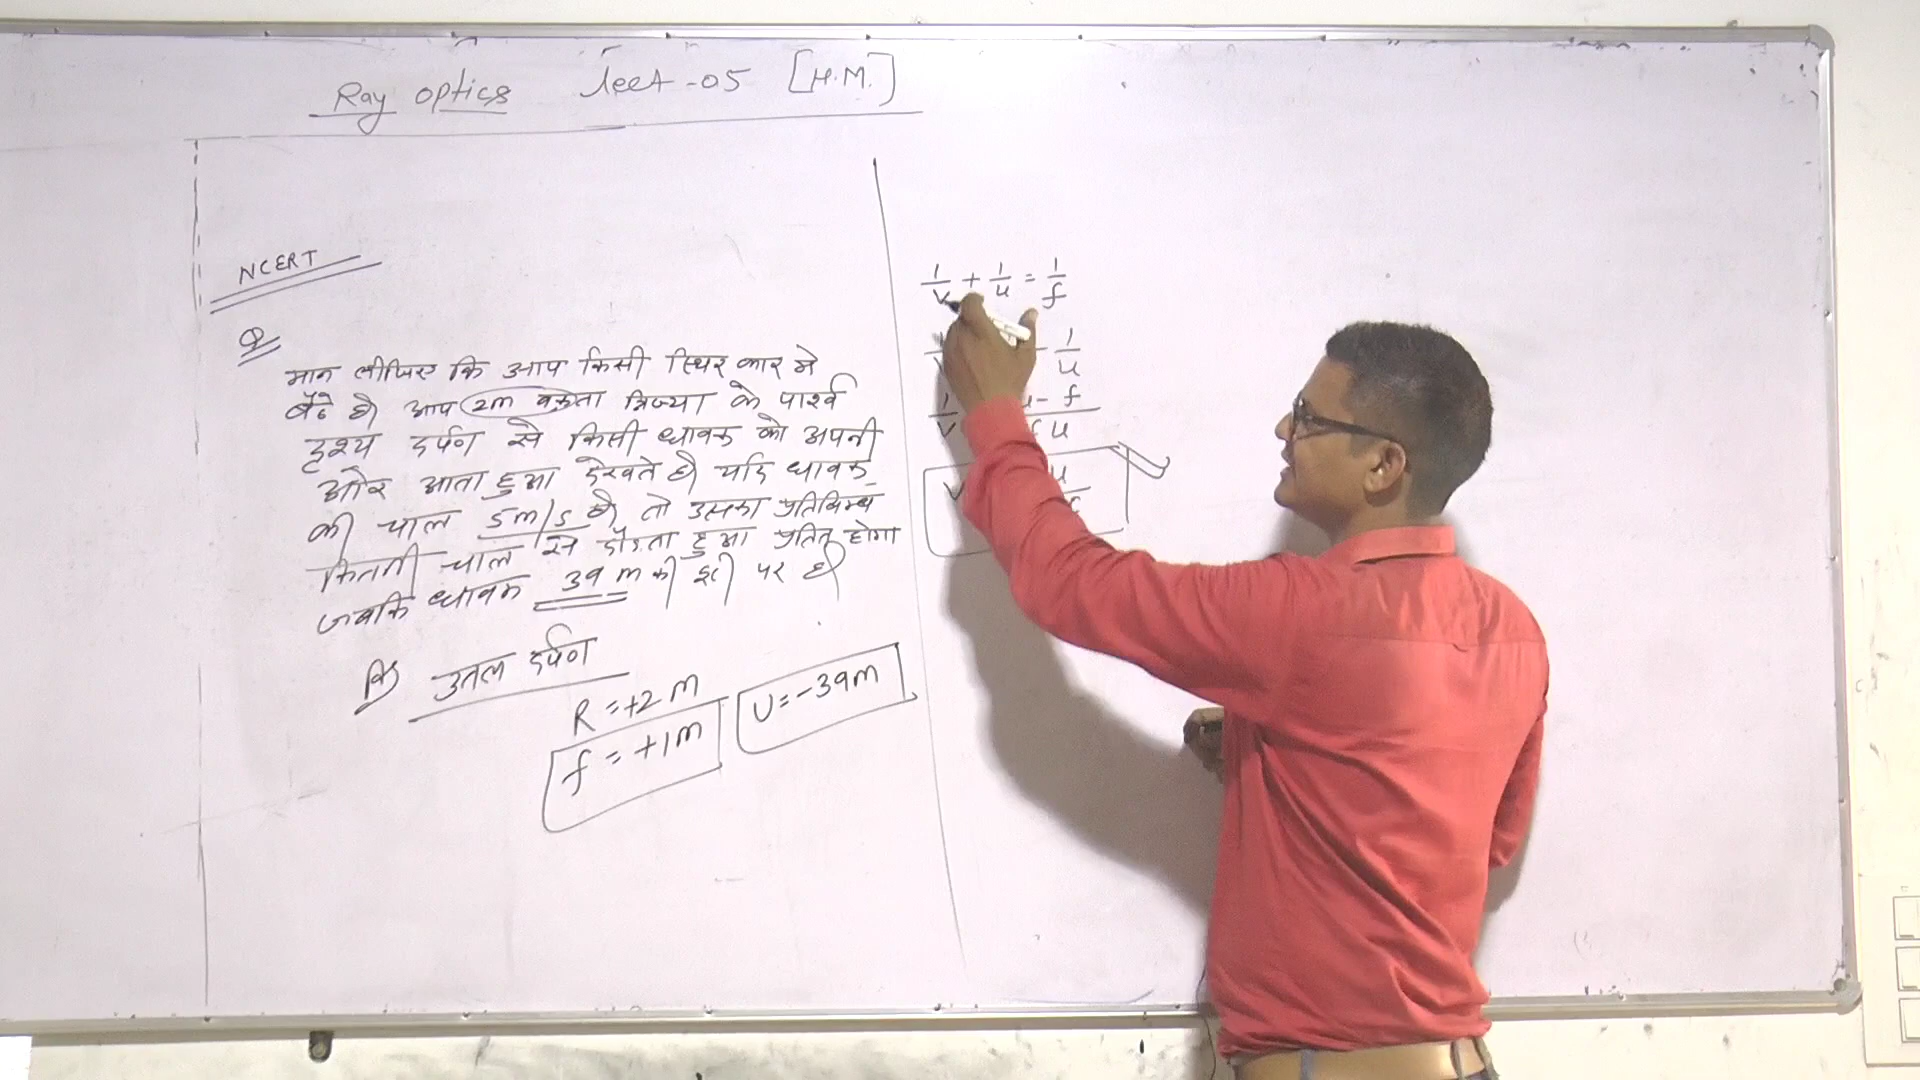 Ray optics Lect-05 [H.M.]
NCERT
Q
मान लीजिए कि आप किसी स्थिर कार मे
बैठे है। आप 2m वक्रता त्रिज्या के पार्श्व
दृश्य दर्पण से किसी धावक को अपनी
ओर आता हुआ देखते है। यदि धावक
की चाल 5m/s है, तो उसका प्रतिबिम्ब
कितनी चाल से दौडता हुआ प्रतित होगा
जबकि धावक 39 m की दूरी पर है।
उत्तल दर्पण
R = +2 m
f = +1m
U = -39m
1/v + 1/u = 1/f
1/u
u - f
f u
v
u